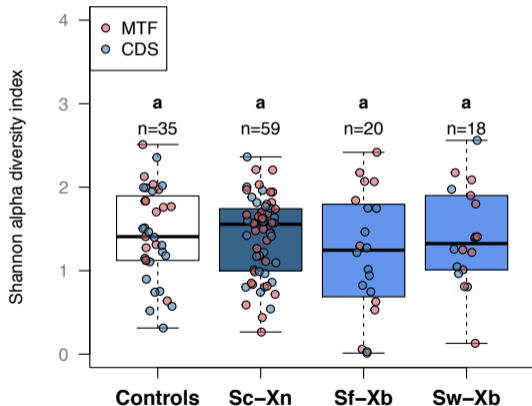 MTF
CDS
Shannon alpha diversity index
4
3
2
1
0
a a a a
n=35 n=59 n=20 n=18
Controls Sc–Xn Sf–Xb Sw–Xb